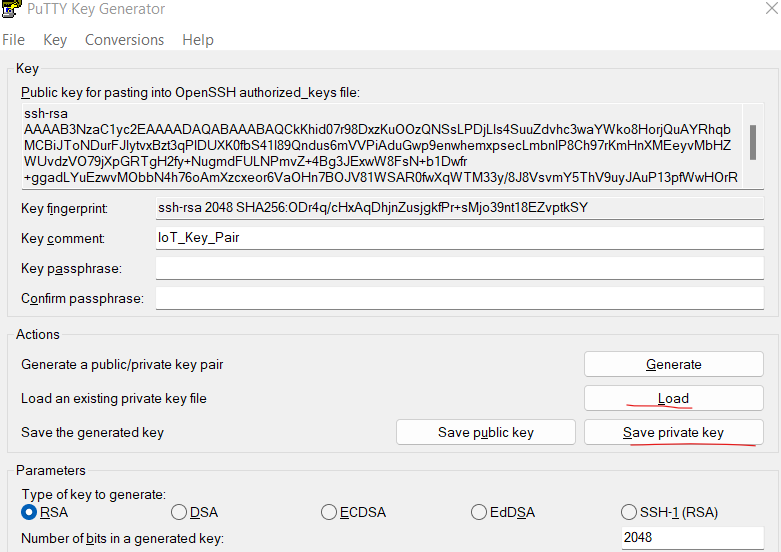 PuTTY Key Generator
File Key Conversions Help
Key
Public key for pasting into OpenSSH authorized_keys file:
ssh-rsa
AAAAB3NzaC1yc2EAAAADAQABAAABAQCkKhid07r98DxzKuOOzQNSsLPDjLls4SuuZdvhc3waYWko8HorjQuAYRhqb
MCBiJToNDurFJlytvxBzt3qPIDUXK0fbS41I89Qndus6mVVPiAduGwp9enwhemxpsecLmbnlP8Ch97rKmHnXMEeyvMbHZ
WUvdzVO79jXpGRTgH2fy+NugmdFULNPmvZ+4Bg3JExwW8FsN+b1Dwfr
+ggadLYuEzwvMObbN4h76oAmXzcxeor6VaOHn7BOJV81WSAR0fwXqWTM33y/8J8VsvmY5ThV9uyJAuP13pfWwHOrR
Key fingerprint: ssh-rsa 2048 SHA256:ODr4q/cHxAqDhjnZusjgkfPr+sMjo39nt18EZvptkSY
Key comment: IoT_Key_Pair
Key passphrase:
Confirm passphrase:
Actions
Generate a public/private key pair Generate
Load an existing private key file Load
Save the generated key Save public key Save private key
Parameters
Type of key to generate:
RSA DSA ECDSA EdDSA SSH-1 (RSA)
Number of bits in a generated key: 2048